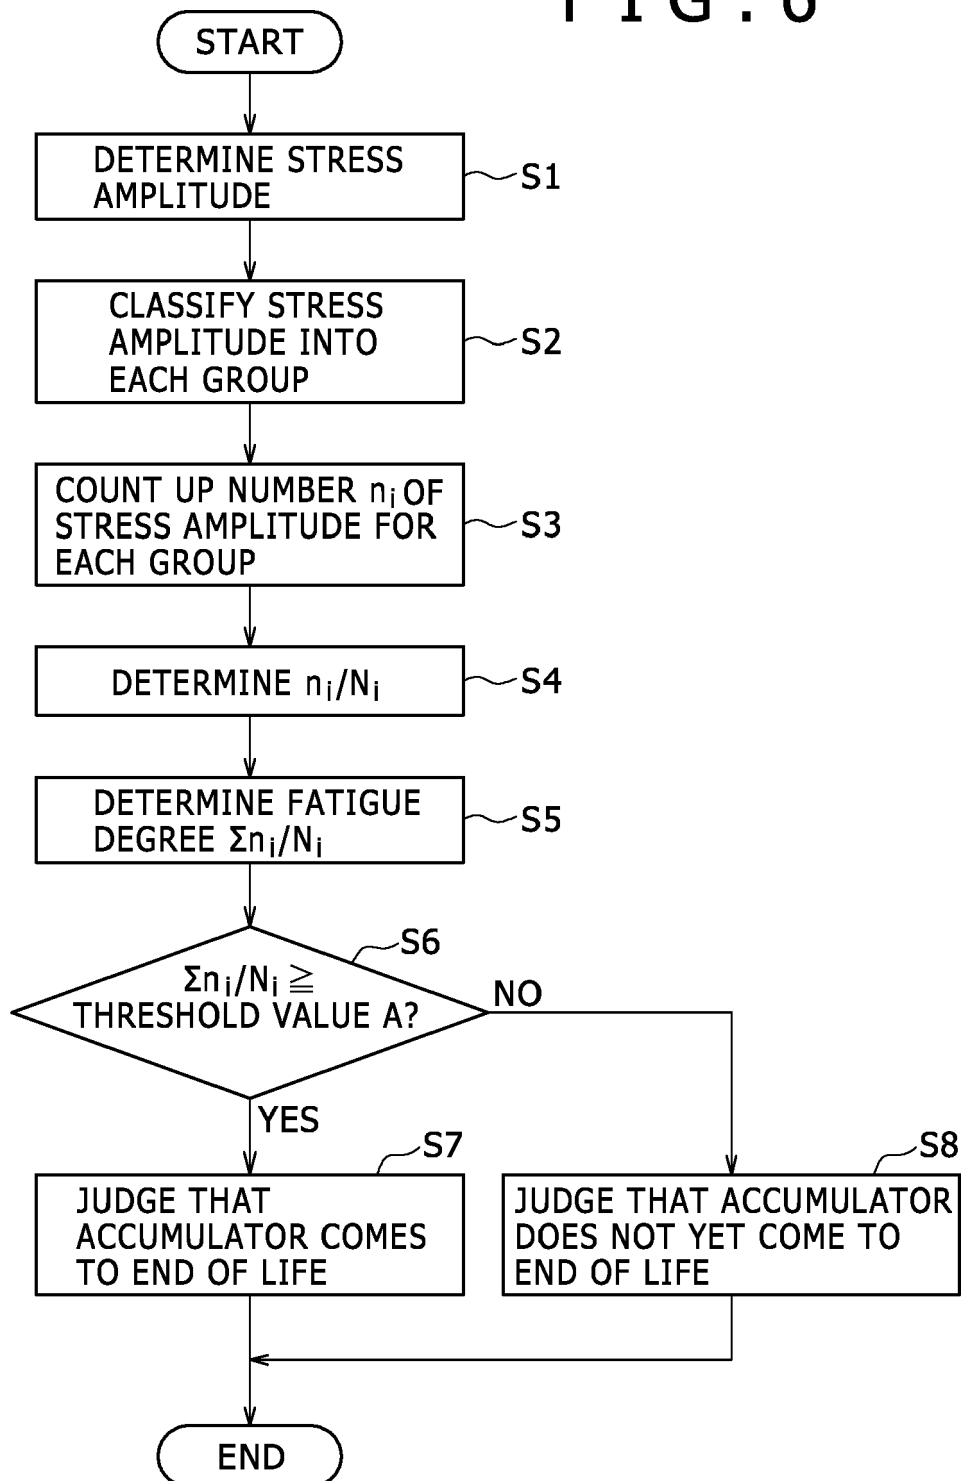 FIG. 6
START
DETERMINE STRESS
AMPLITUDE
S1
CLASSIFY STRESS
AMPLITUDE INTO
EACH GROUP
S2
COUNT UP NUMBER nᵢ OF
STRESS AMPLITUDE FOR
EACH GROUP
S3
DETERMINE nᵢ/Nᵢ
S4
DETERMINE FATIGUE
DEGREE Σnᵢ/Nᵢ
S5
S6
Σnᵢ/Nᵢ ≧
THRESHOLD VALUE A?
NO
YES
S7
JUDGE THAT
ACCUMULATOR COMES
TO END OF LIFE
S8
JUDGE THAT ACCUMULATOR
DOES NOT YET COME TO
END OF LIFE
END